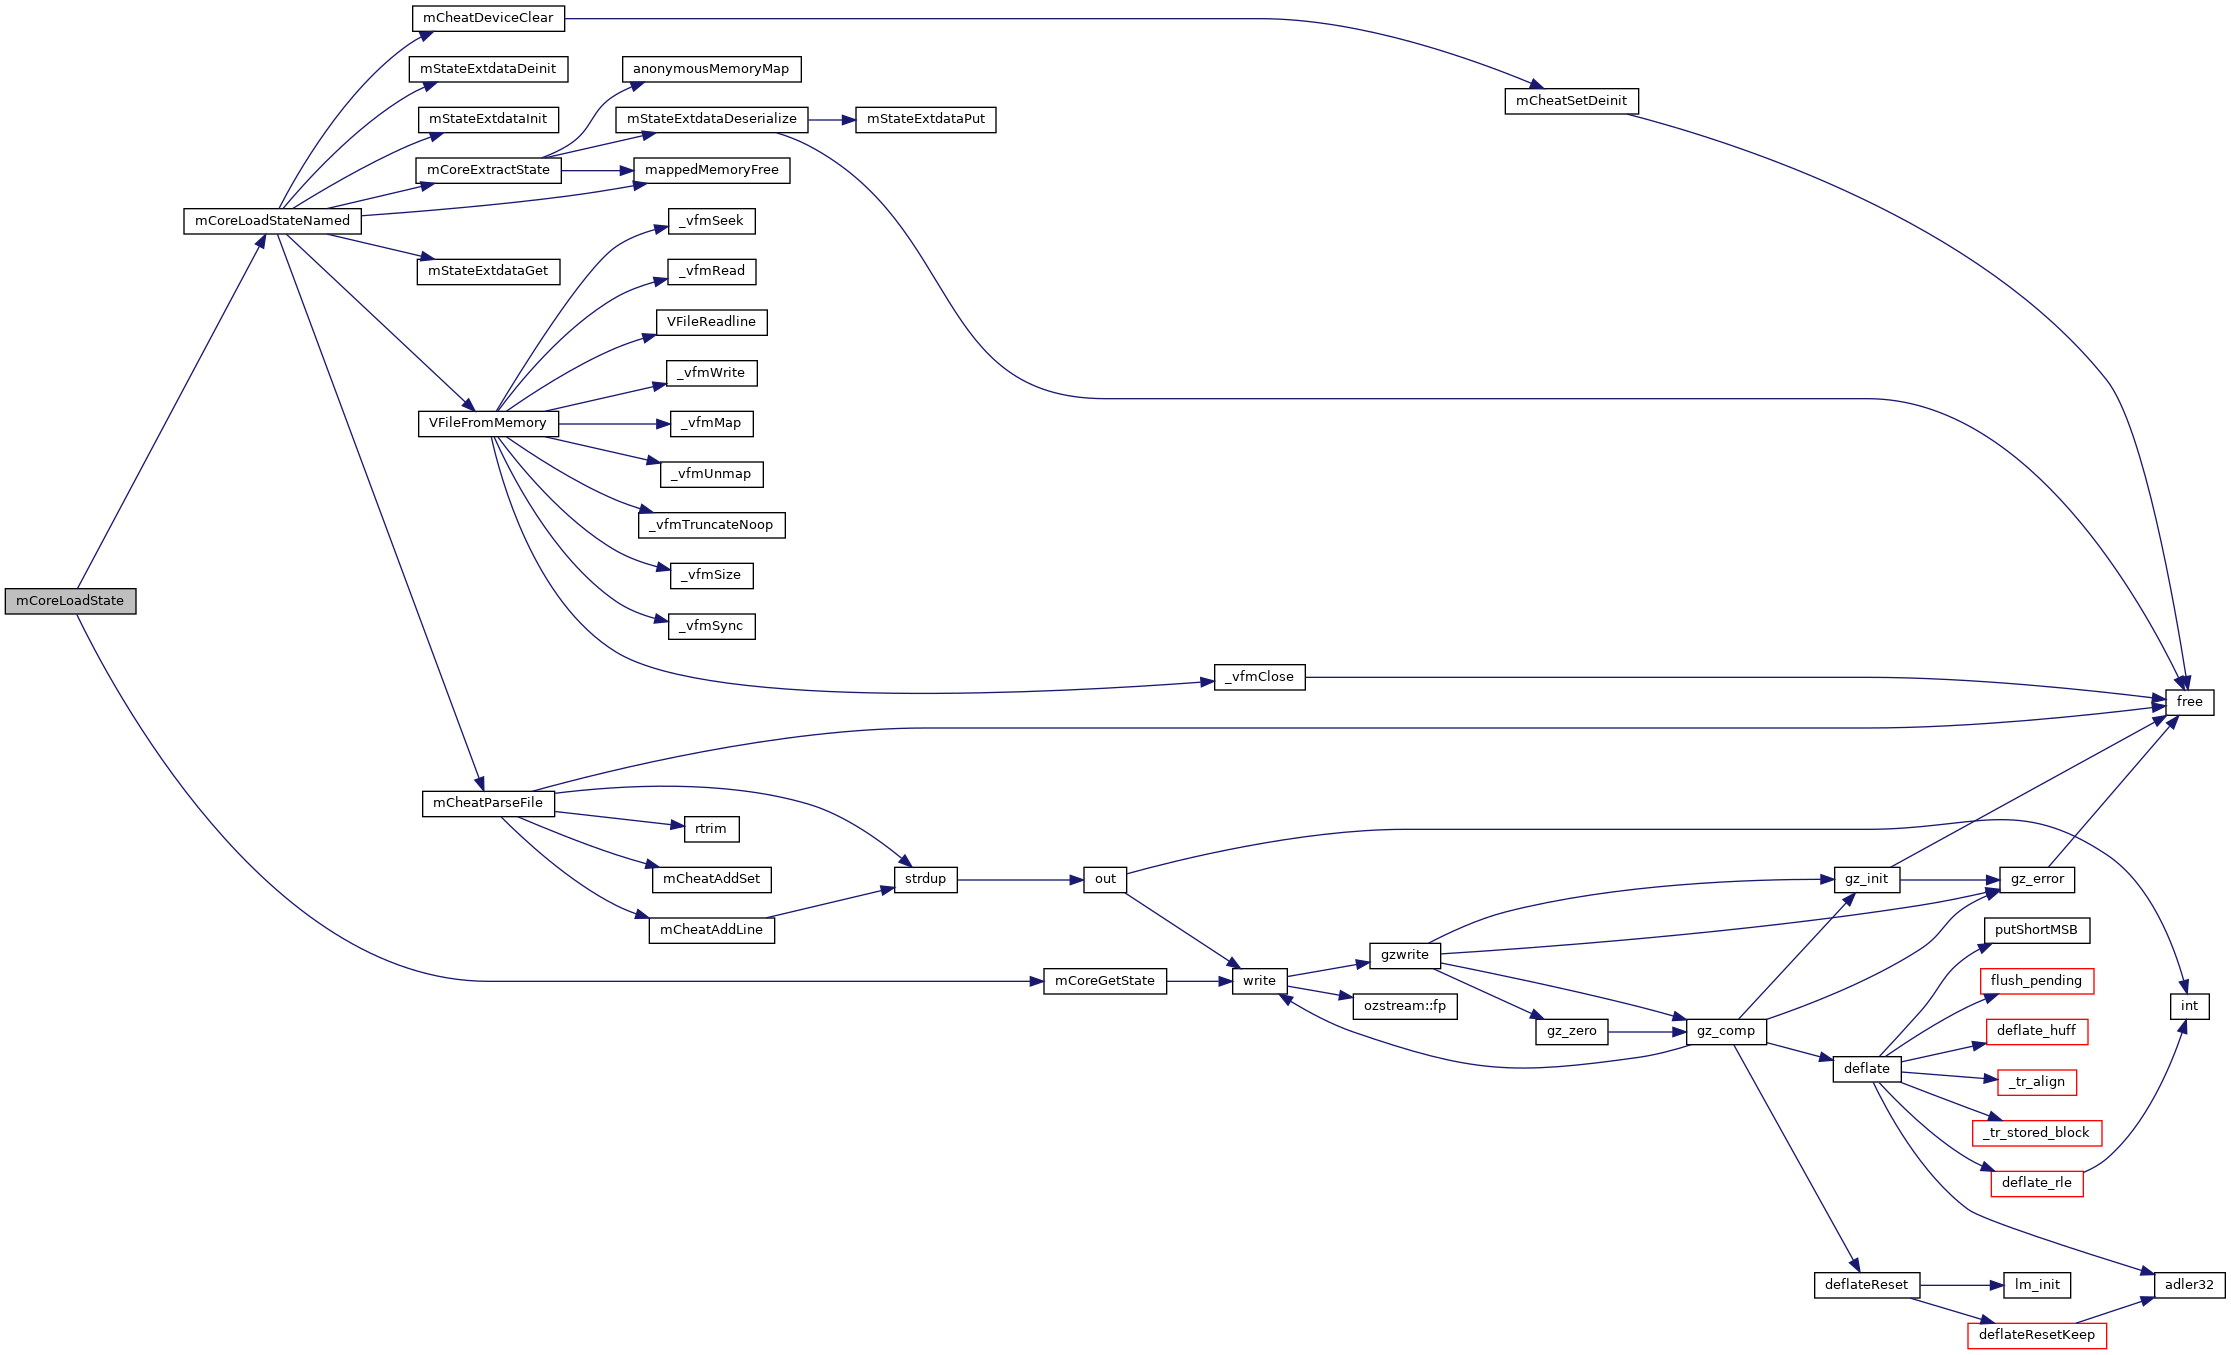 mCoreLoadState
mCoreLoadStateNamed
mCheatDeviceClear
mStateExtdataDeinit
mStateExtdataInit
mCoreExtractState
mStateExtdataGet
VFileFromMemory
mCheatParseFile
anonymousMemoryMap
mStateExtdataDeserialize
mappedMemoryFree
_vfmSeek
_vfmRead
VFileReadline
_vfmWrite
_vfmMap
_vfmUnmap
_vfmTruncateNoop
_vfmSize
_vfmSync
rtrim
mCheatAddSet
mCheatAddLine
mStateExtdataPut
strdup
out
mCoreGetState
_vfmClose
write
gzwrite
ozstream::fp
mCheatSetDeinit
gz_zero
gz_comp
gz_init
deflate
deflateReset
gz_error
putShortMSB
flush_pending
deflate_huff
_tr_align
_tr_stored_block
deflate_rle
lm_init
deflateResetKeep
free
int
adler32